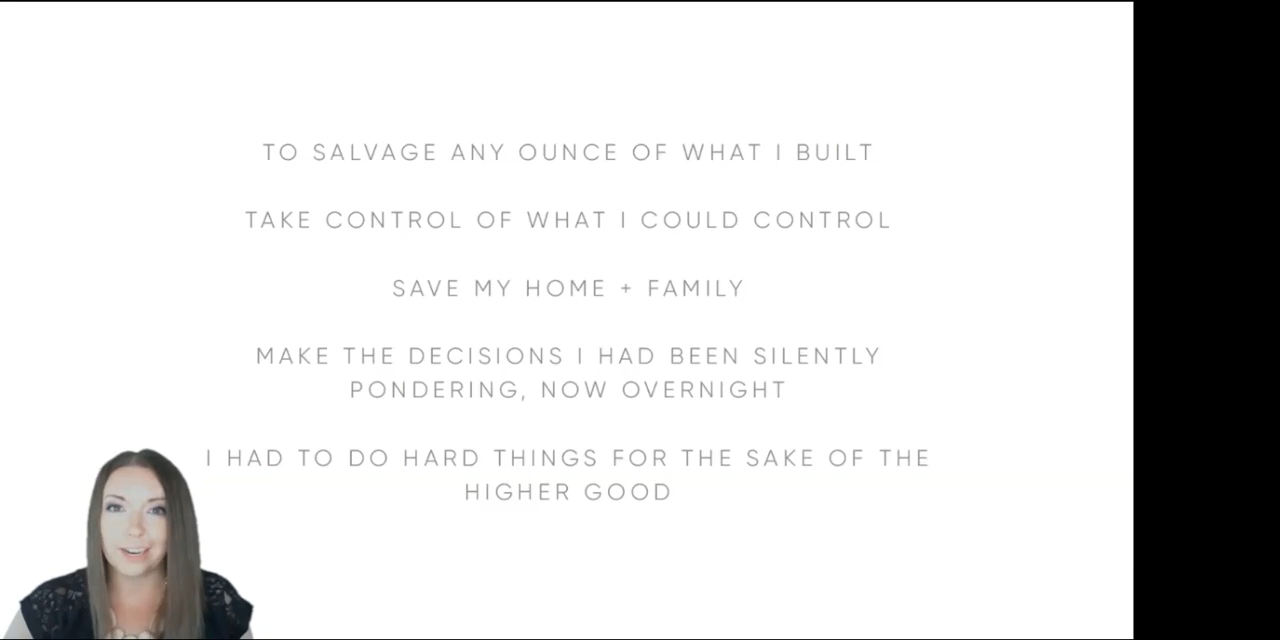 TO SALVAGE ANY OUNCE OF WHAT I BUILT
TAKE CONTROL OF WHAT I COULD CONTROL
SAVE MY HOME + FAMILY
MAKE THE DECISIONS I HAD BEEN SILENTLY
PONDERING, NOW OVERNIGHT
I HAD TO DO HARD THINGS FOR THE SAKE OF THE
HIGHER GOOD